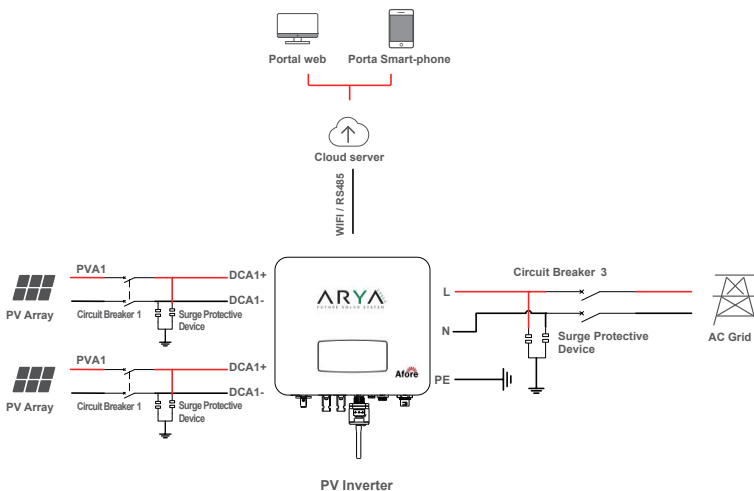 Portal web
Porta Smart-phone
Cloud server
WIFI / RS485
PVA1
DCA1+
DCA1-
PV Array
Circuit Breaker 1
Surge Protective
Device
PVA1
DCA1+
DCA1-
PV Array
Circuit Breaker 1
Surge Protective
Device
ARYA
FUTURE SOLAR SYSTEM
Afore
L
N
PE
Circuit Breaker 3
Surge Protective
Device
AC Grid
PV Inverter